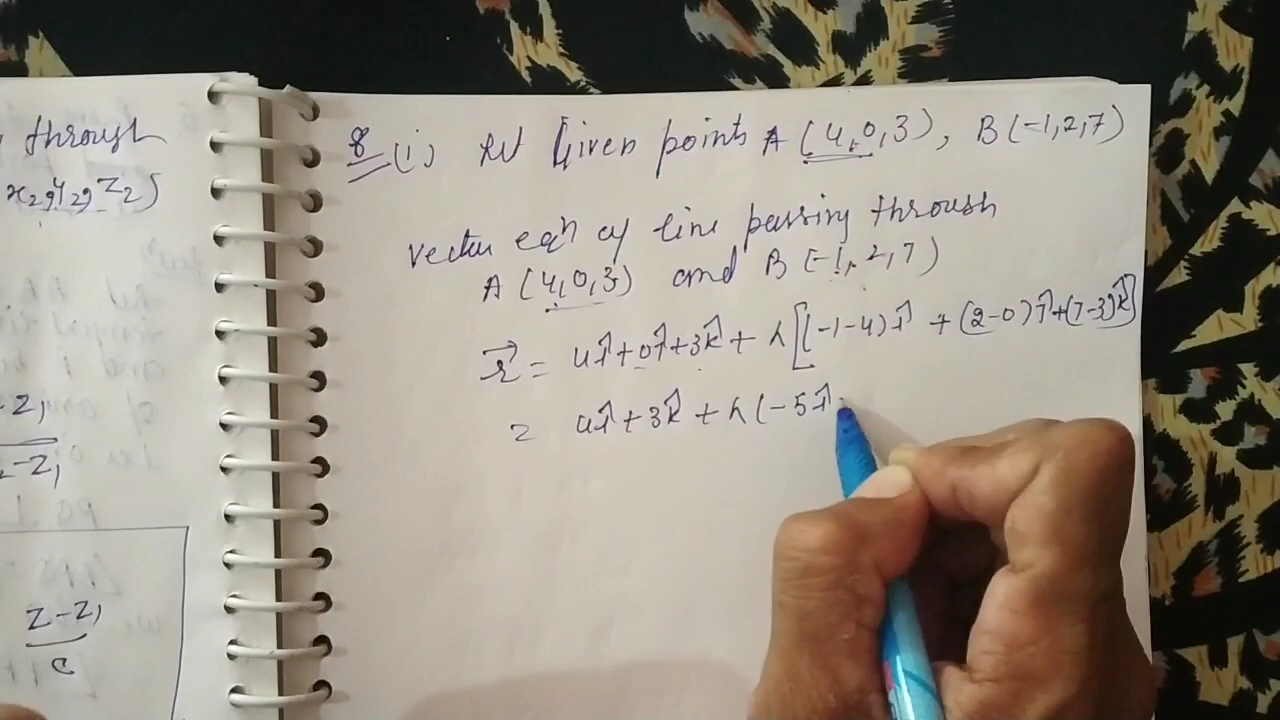 through
x₂, y₂, z₂)
z₁
-z₁
z-z₁
c
8 (i) Let Given points A (4,0,3), B(-1,2,7)
vector eqⁿ of line passing through
A (4,0,3) and B (-1,2,7)
r⃗ = 4î+0ĵ+3k̂ + λ[(-1-4)î + (2-0)ĵ+(7-3)k̂]
= 4î+3k̂ + λ(-5î